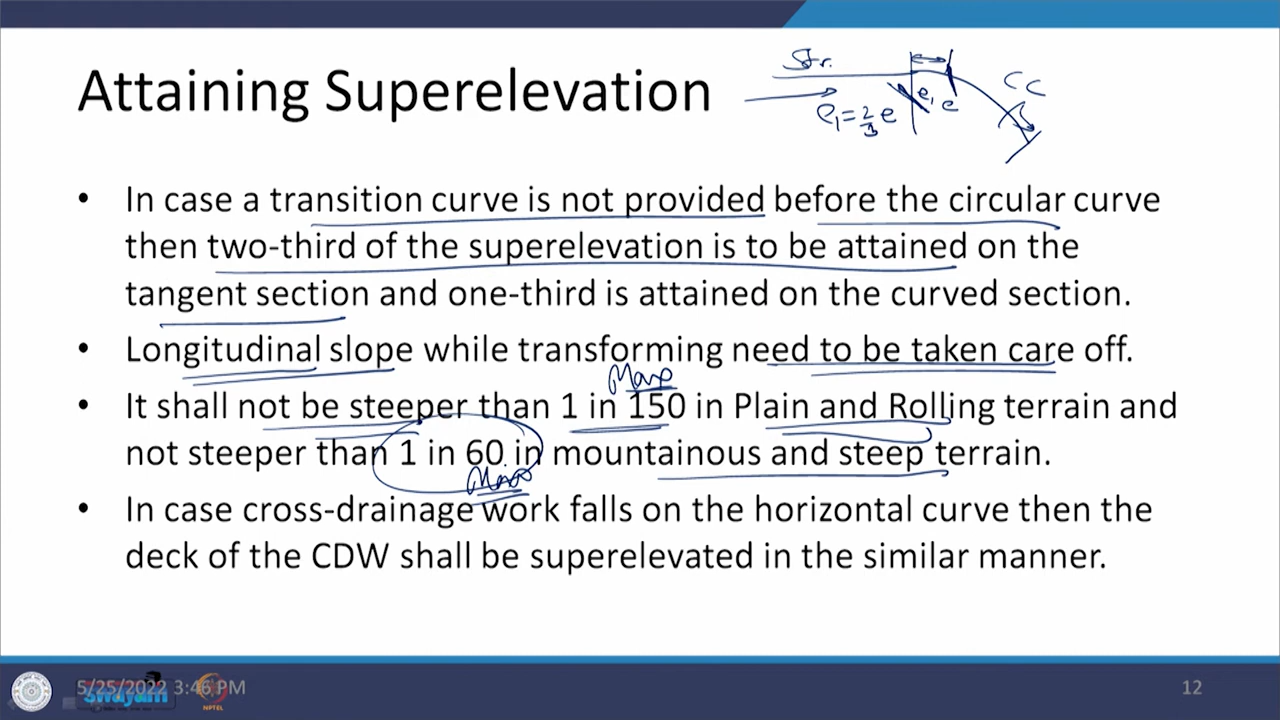 Attaining Superelevation
Str.
CC
e₁ = 2/3 e
e₁
e
• In case a transition curve is not provided before the circular curve
then two-third of the superelevation is to be attained on the
tangent section and one-third is attained on the curved section.
• Longitudinal slope while transforming need to be taken care off.
• It shall not be steeper than 1 in 150 in Plain and Rolling terrain and
not steeper than 1 in 60 in mountainous and steep terrain.
• In case cross-drainage work falls on the horizontal curve then the
deck of the CDW shall be superelevated in the similar manner.
5/25/2022 3:46 PM
swayam
NPTEL
12